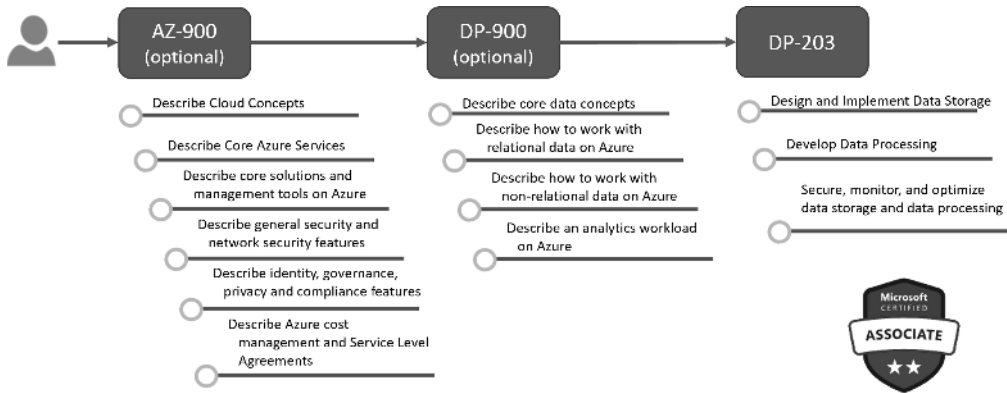 AZ-900
(optional)
DP-900
(optional)
DP-203
Describe Cloud Concepts
Describe Core Azure Services
Describe core solutions and
management tools on Azure
Describe general security and
network security features
Describe identity, governance,
privacy and compliance features
Describe Azure cost
management and Service Level
Agreements
Describe core data concepts
Describe how to work with
relational data on Azure
Describe how to work with
non-relational data on Azure
Describe an analytics workload
on Azure
Design and Implement Data Storage
Develop Data Processing
Secure, monitor, and optimize
data storage and data processing
Microsoft
CERTIFIED
ASSOCIATE